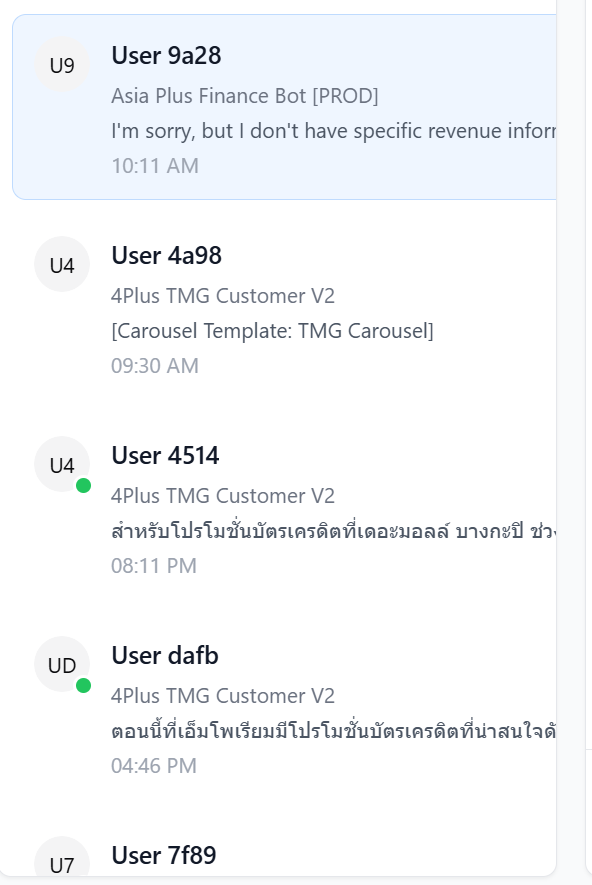 U9
User 9a28
Asia Plus Finance Bot [PROD]
I'm sorry, but I don't have specific revenue
10:11 AM
U4
User 4a98
4Plus TMG Customer V2
[Carousel Template: TMG Carousel]
09:30 AM
U4
User 4514
4Plus TMG Customer V2
สำหรับโปรโมชั่นบัตรเครดิตที่เดอะมอลล์ บางกะปิ
08:11 PM
UD
User dafb
4Plus TMG Customer V2
ตอนนี้ที่เอ็มโพเรียมมีโปรโมชั่นบัตรเครดิตที่น่าสนใจ
04:46 PM
U7
User 7f89